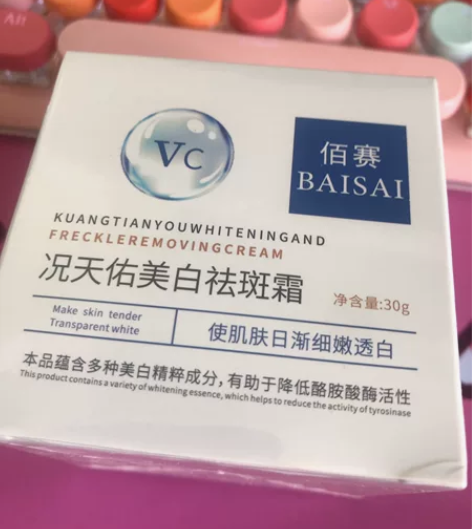 Alt
VC
佰赛
BAISAI
KUANGTIANYOUWHITENINGAND
FRECKLEREMOVINGCREAM
况天佑美白祛斑霜
净含量:30g
Make skin tender
Transparent white
使肌肤日渐细嫩透白
本品蕴含多种美白精粹成分,有助于降低酪胺酸酶活性
This product contains a variety of whitening essence, which helps to reduce the activity of tyrosinase